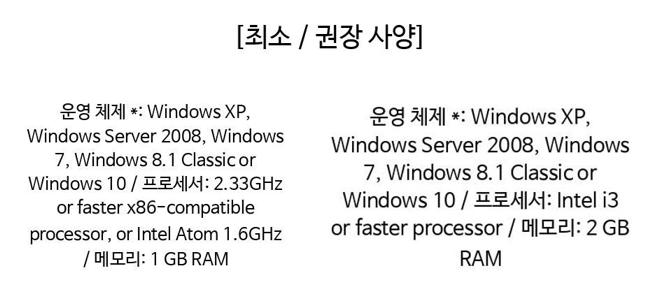 [최소 / 권장 사양]
운영 체제 *: Windows XP,
Windows Server 2008, Windows
7, Windows 8.1 Classic or
Windows 10 / 프로세서: 2.33GHz
or faster x86-compatible
processor, or Intel Atom 1.6GHz
/ 메모리: 1 GB RAM
운영 체제 *: Windows XP,
Windows Server 2008, Windows
7, Windows 8.1 Classic or
Windows 10 / 프로세서: Intel i3
or faster processor / 메모리: 2 GB
RAM